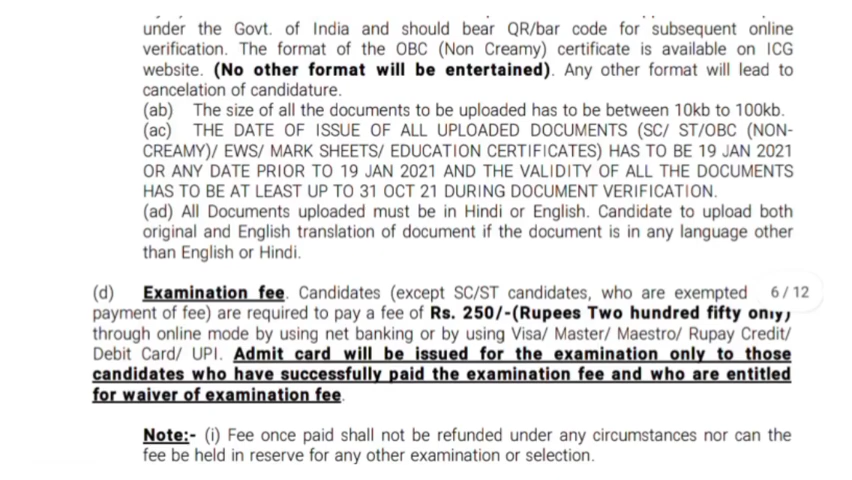 under the Govt. of India and should bear QR/bar code for subsequent online
verification. The format of the OBC (Non Creamy) certificate is available on ICG
website. (No other format will be entertained). Any other format will lead to
cancelation of candidature.
(ab) The size of all the documents to be uploaded has to be between 10kb to 100kb.
(ac) THE DATE OF ISSUE OF ALL UPLOADED DOCUMENTS (SC/ ST/OBC (NON-
CREAMY)/ EWS/ MARK SHEETS/ EDUCATION CERTIFICATES) HAS TO BE 19 JAN 2021
OR ANY DATE PRIOR TO 19 JAN 2021 AND THE VALIDITY OF ALL THE DOCUMENTS
HAS TO BE AT LEAST UP TO 31 OCT 21 DURING DOCUMENT VERIFICATION.
(ad) All Documents uploaded must be in Hindi or English. Candidate to upload both
original and English translation of document if the document is in any language other
than English or Hindi.
(d) Examination fee. Candidates (except SC/ST candidates, who are exempted 6 / 12
payment of fee) are required to pay a fee of Rs. 250/-(Rupees Two hundred fifty only)
through online mode by using net banking or by using Visa/ Master/ Maestro/ Rupay Credit/
Debit Card/ UPI. Admit card will be issued for the examination only to those
candidates who have successfully paid the examination fee and who are entitled
for waiver of examination fee.
Note:- (i) Fee once paid shall not be refunded under any circumstances nor can the
fee be held in reserve for any other examination or selection.